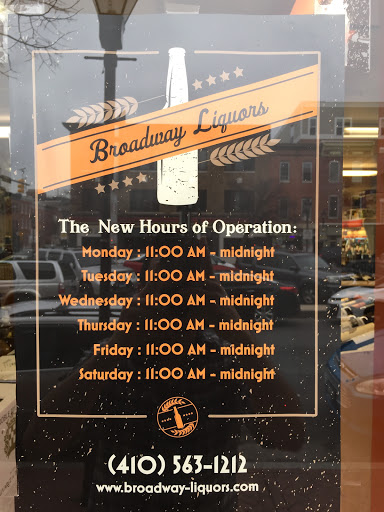 Broadway Liquors
The New Hours of Operation:
Monday : 11:00 AM - midnight
Tuesday : 11:00 AM - midnight
Wednesday : 11:00 AM - midnight
Thursday : 11:00 AM - midnight
Friday : 11:00 AM - midnight
Saturday : 11:00 AM - midnight
(410) 563-1212
www.broadway-liquors.com